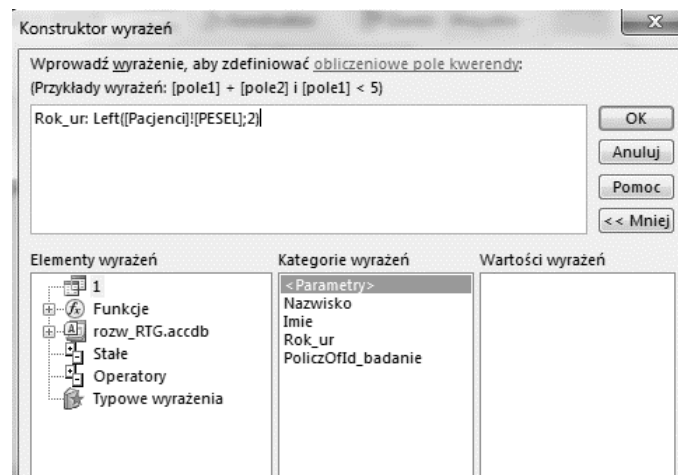 Konstruktor wyrażeń
X
Wprowadź wyrażenie, aby zdefiniować obliczeniowe pole kwerendy:
(Przykłady wyrażeń: [pole1] + [pole2] i [pole1] < 5)
Rok_ur: Left([Pacjenci]![PESEL];2)
OK
Anuluj
Pomoc
<< Mniej
Elementy wyrażeń
1
Funkcje
rozw_RTG.accdb
Stałe
Operatory
Typowe wyrażenia
Kategorie wyrażeń
<Parametry>
Nazwisko
Imie
Rok_ur
PoliczOfId_badanie
Wartości wyrażeń